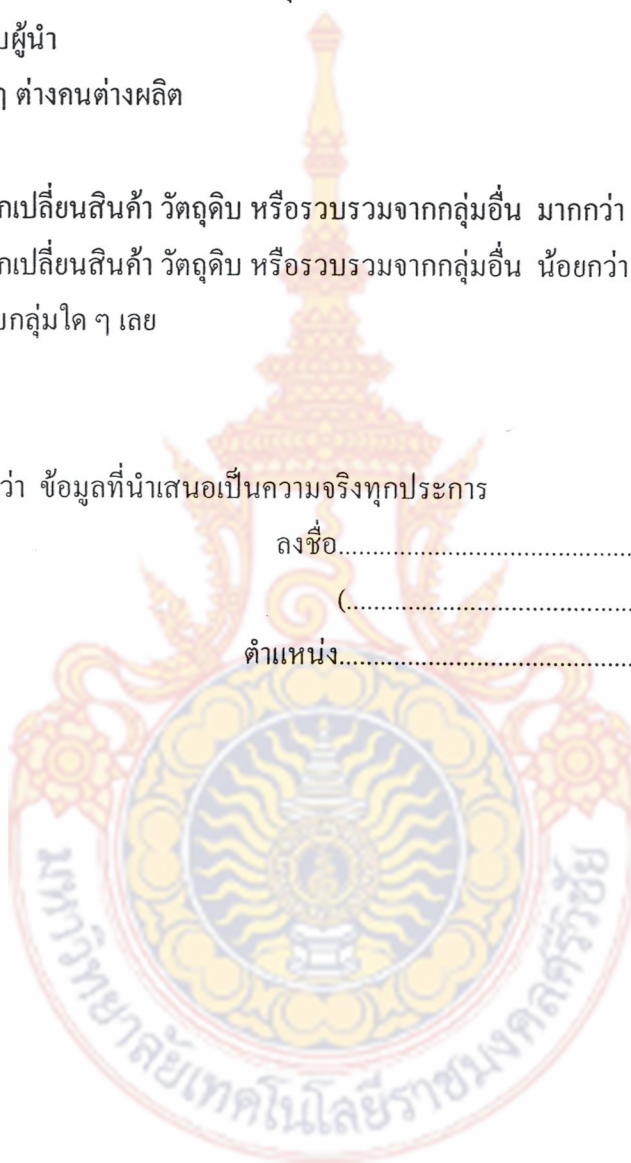 บผู้นำ
ๆ ต่างคนต่างผลิต
กเปลี่ยนสินค้า วัตถุดิบ หรือรวบรวมจากกลุ่มอื่น มากกว่า
กเปลี่ยนสินค้า วัตถุดิบ หรือรวบรวมจากกลุ่มอื่น น้อยกว่า
บกลุ่มใด ๆ เลย
ว่า ข้อมูลที่นำเสนอเป็นความจริงทุกประการ
ลงชื่อ..........................................
(..........................................
ตำแหน่ง..........................................
มหาวิทยาลัยเทคโนโลยีราชมงคลศรีวิชัย